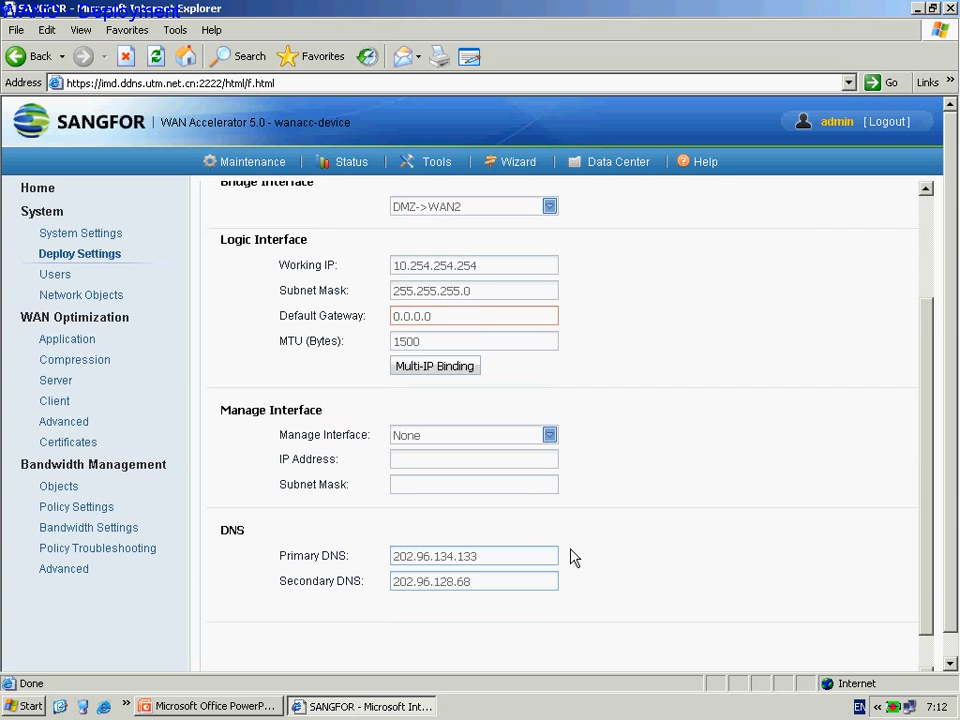 SANGFOR - Microsoft Internet Explorer
WANO - Deployment
File Edit View Favorites Tools Help
Back Search Favorites
Address https://imd.ddns.utm.net.cn:2222/html/f.html Go Links »
SANGFOR | WAN Accelerator 5.0 - wanacc-device
admin [Logout]
Maintenance | Status | Tools | Wizard | Data Center | Help
Home
System
System Settings
Deploy Settings
Users
Network Objects
WAN Optimization
Application
Compression
Server
Client
Advanced
Certificates
Bandwidth Management
Objects
Policy Settings
Bandwidth Settings
Policy Troubleshooting
Advanced
Bridge Interface
DMZ->WAN2
Logic Interface
Working IP: 10.254.254.254
Subnet Mask: 255.255.255.0
Default Gateway: 0.0.0.0
MTU (Bytes): 1500
Multi-IP Binding
Manage Interface
Manage Interface: None
IP Address:
Subnet Mask:
DNS
Primary DNS: 202.96.134.133
Secondary DNS: 202.96.128.68
Done Internet
Start » Microsoft Office PowerP... SANGFOR - Microsoft Int... EN « 7:12